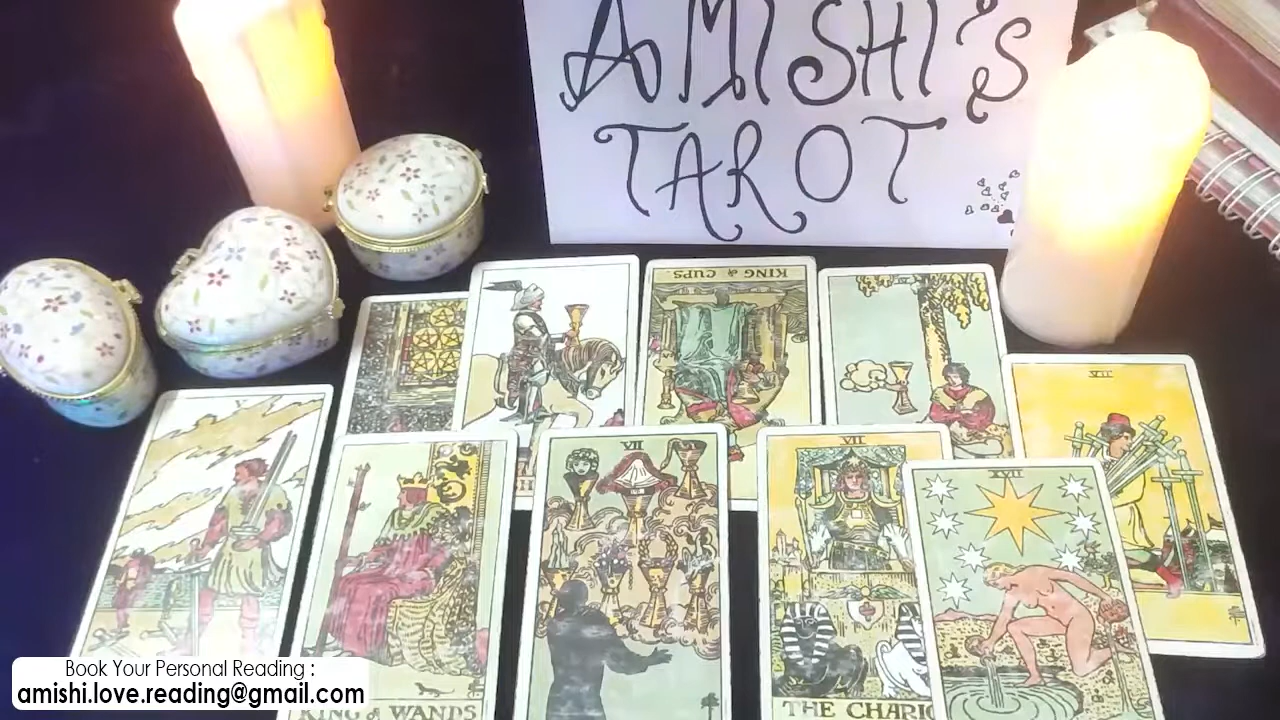 AMISHI'S
TAROT
KING of CUPS.
VII
XVII
VII
VII
KING of WANDS
THE CHARIO
Book Your Personal Reading :
amishi.love.reading@gmail.com